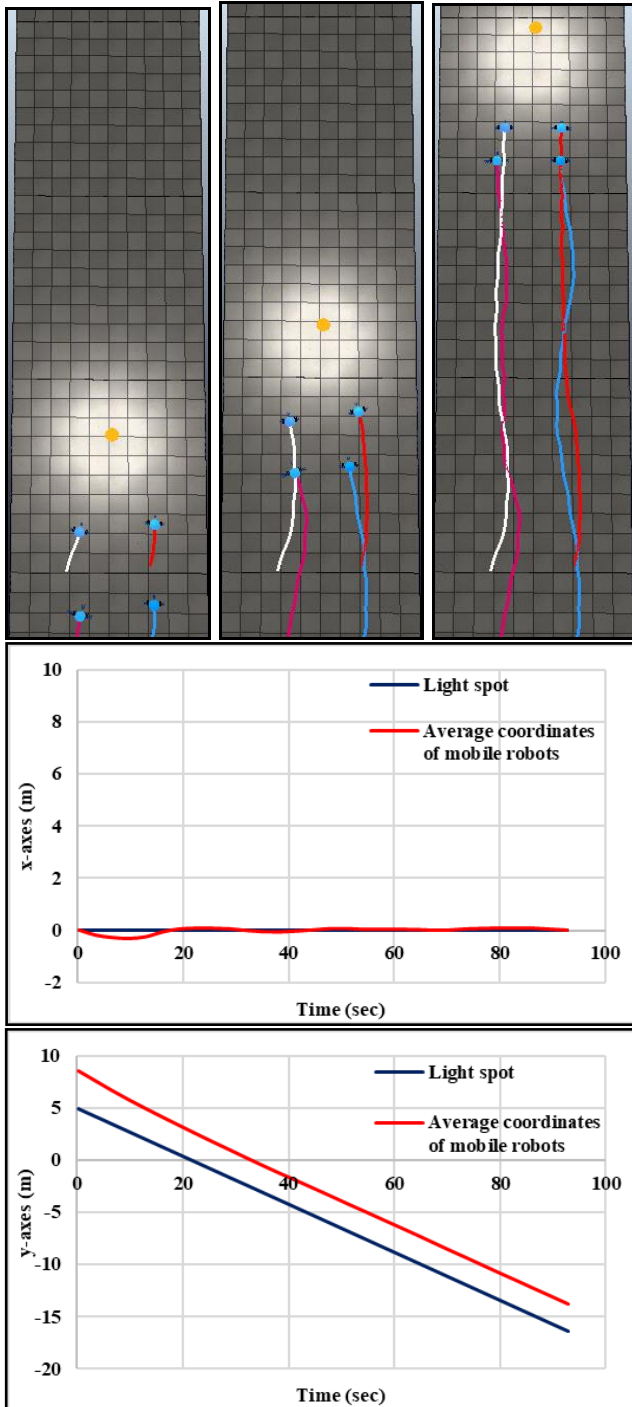 10
8
6
4
2
0
-2
x-axes (m)
Light spot
Average coordinates
of mobile robots
0
20
40
60
80
100
Time (sec)
10
5
0
-5
-10
-15
-20
y-axes (m)
Light spot
Average coordinates
of mobile robots
0
20
40
60
80
100
Time (sec)